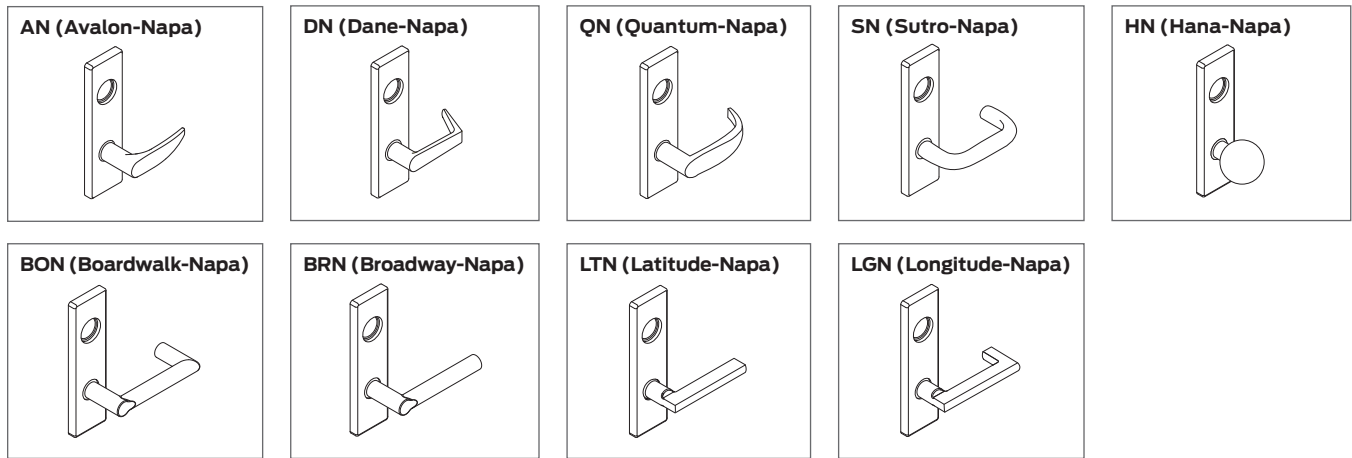 AN (Avalon-Napa)
DN (Dane-Napa)
QN (Quantum-Napa)
SN (Sutro-Napa)
HN (Hana-Napa)
BON (Boardwalk-Napa)
BRN (Broadway-Napa)
LTN (Latitude-Napa)
LGN (Longitude-Napa)